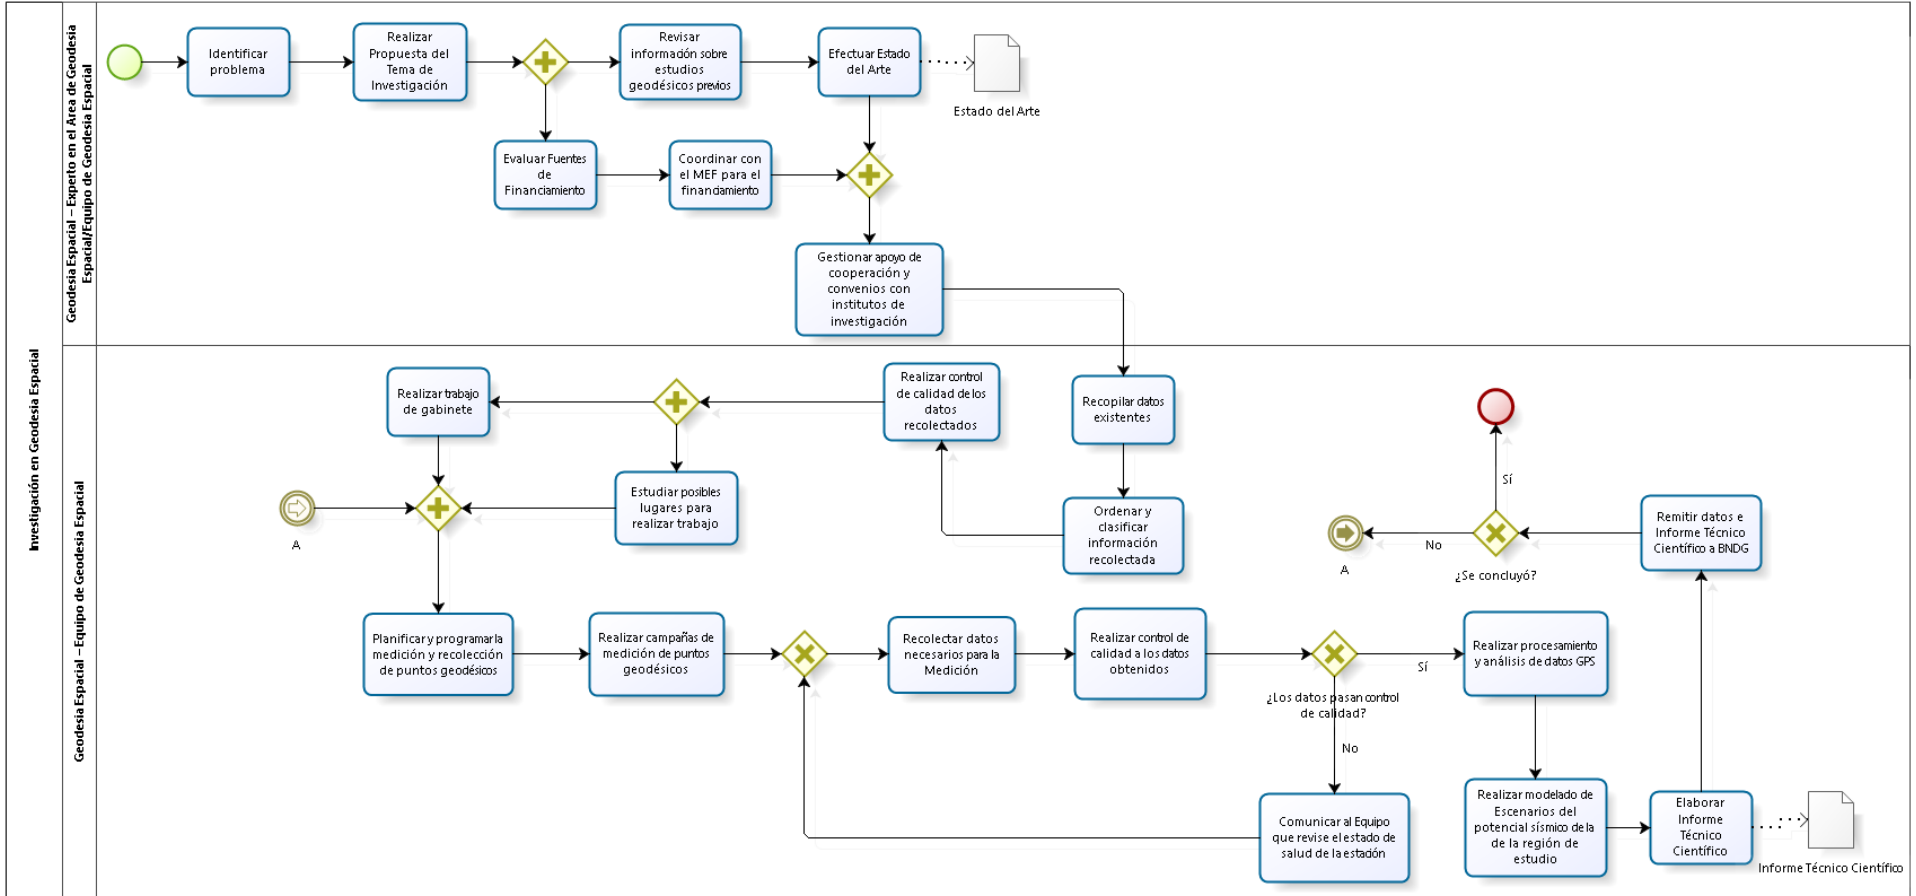 Investigación en Geodesia Espacial
Geodesia Espacial – Experto en el Area de Geodesia
Espacial/Equipo de Geodesia Espacial
Identificar
problema
Realizar
Propuesta del
Tema de
Investigación
Revisar
información sobre
estudios
geodésicos previos
Efectuar Estado
del Arte
Estado del Arte
Evaluar Fuentes
de
Financiamiento
Coordinar con
el MEF para el
financiamiento
Gestionar apoyo de
cooperación y
convenios con
institutos de
investigación
Geodesia Espacial – Equipo de Geodesia Espacial
Realizar trabajo
de gabinete
Realizar control
de calidad de los
datos
recolectados
Recopilar datos
existentes
Estudiar posibles
lugares para
realizar trabajo
Ordenar y
clasificar
información
recolectada
A
Sí
No
A
¿Se concluyó?
Remitir datos e
Informe Técnico
Científico a BNDG
Planificar y programar la
medición y recolección
de puntos geodésicos
Realizar campañas de
medición de puntos
geodésicos
Recolectar datos
necesarios para la
Medición
Realizar control de
calidad a los datos
obtenidos
¿Los datos pasan control
de calidad?
Sí
No
Realizar procesamiento
y análisis de datos GPS
Comunicar al Equipo
que revise el estado de
salud de la estación
Realizar modelado de
Escenarios del
potencial sísmico de la
de la región de
estudio
Elaborar
Informe
Técnico
Científico
Informe Técnico Científico